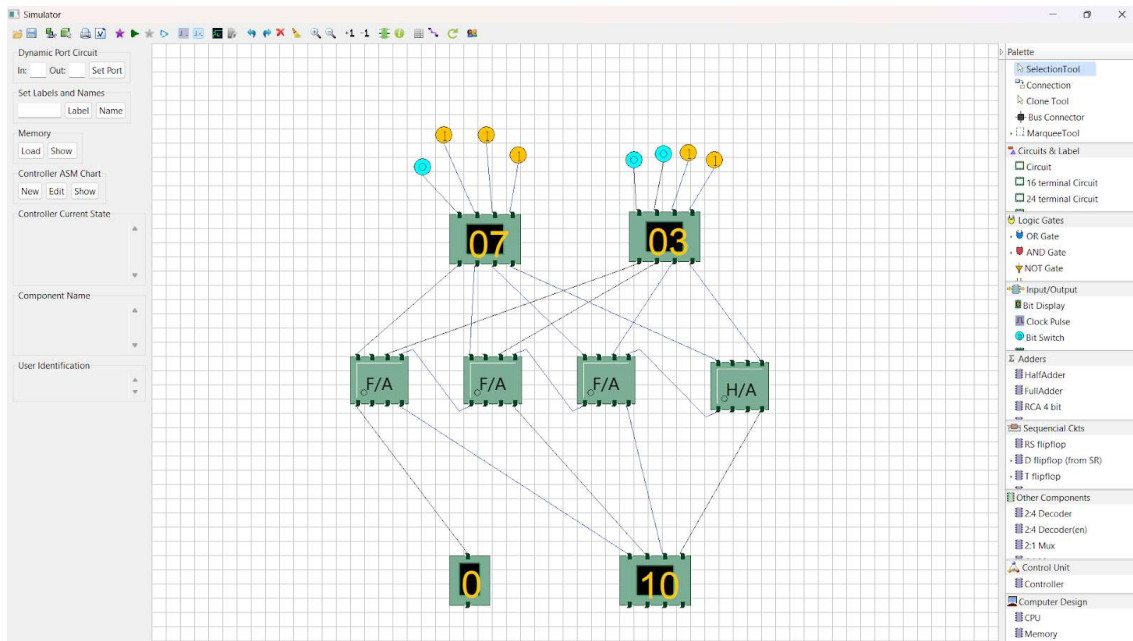 Simulator
+1 -1
Dynamic Port Circuit
In: Out: Set Port
Set Labels and Names
Label Name
Memory
Load Show
Controller ASM Chart
New Edit Show
Controller Current State
Component Name
User Identification
07
03
F/A
F/A
F/A
H/A
0
10
Palette
SelectionTool
Connection
Clone Tool
Bus Connector
MarqueeTool
Circuits & Label
Circuit
16 terminal Circuit
24 terminal Circuit
Logic Gates
OR Gate
AND Gate
NOT Gate
Input/Output
Bit Display
Clock Pulse
Bit Switch
Σ Adders
HalfAdder
FullAdder
RCA 4 bit
Sequencial Ckts
RS flipflop
D flipflop (from SR)
T flipflop
Other Components
2:4 Decoder
2:4 Decoder(en)
2:1 Mux
Control Unit
Controller
Computer Design
CPU
Memory